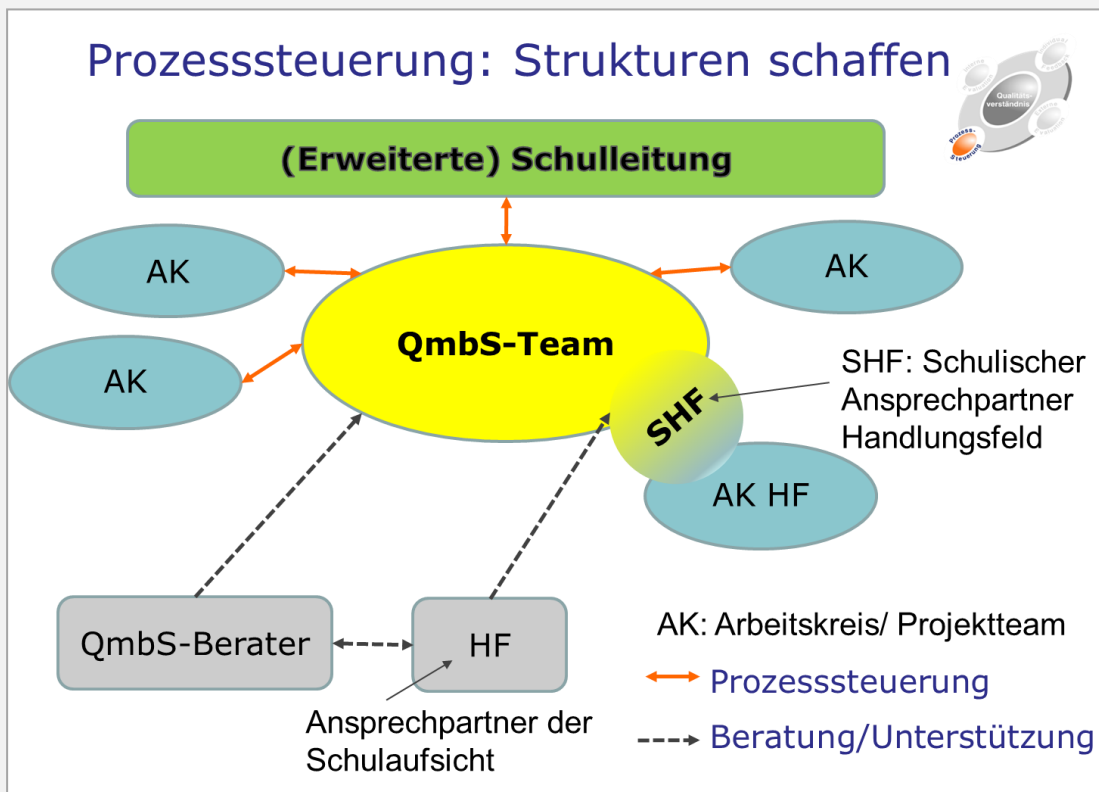 Prozesssteuerung: Strukturen schaffen
Qualitäts-
verständnis
Prozess-
Steuerung
(Erweiterte) Schulleitung
AK
AK
AK
QmbS-Team
SHF
SHF: Schulischer
Ansprechpartner
Handlungsfeld
AK HF
QmbS-Berater
HF
Ansprechpartner der
Schulaufsicht
AK: Arbeitskreis/ Projektteam
Prozesssteuerung
Beratung/Unterstützung